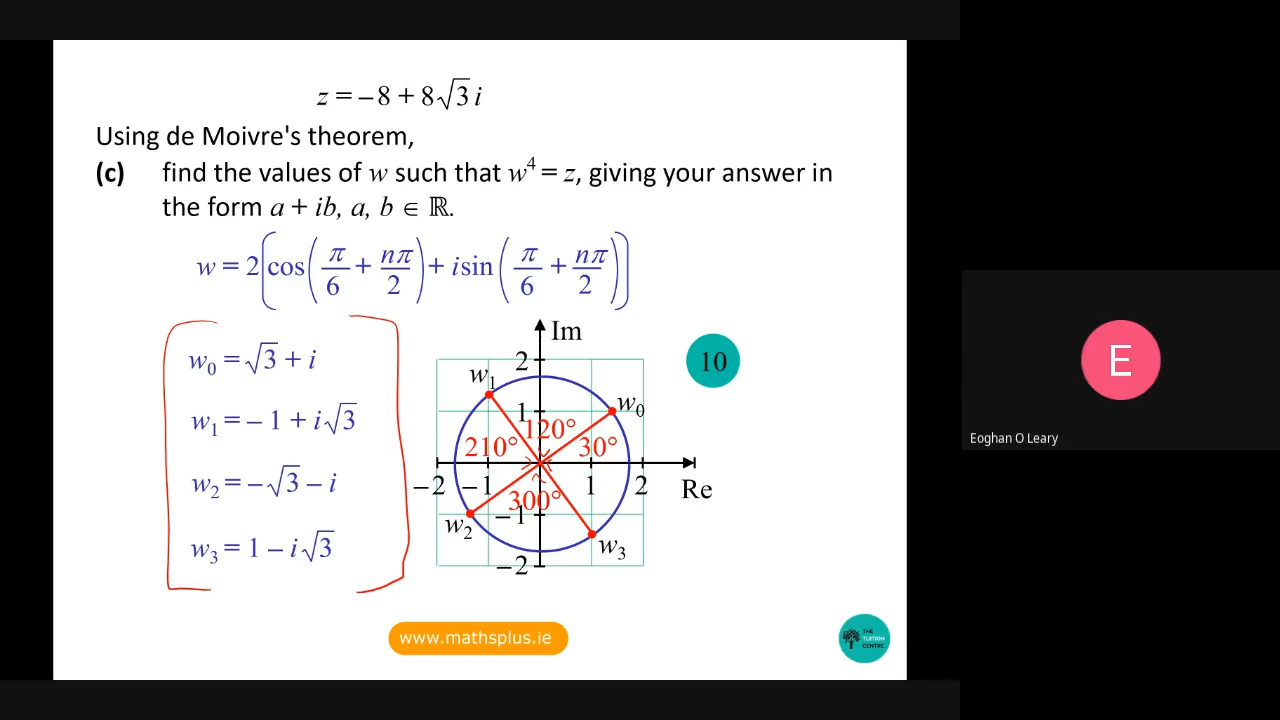 z = –8 + 8√3 i
Using de Moivre's theorem,
(c) find the values of w such that w⁴ = z, giving your answer in
the form a + ib, a, b ∈ ℝ.
w = 2[cos(π/6 + nπ/2) + i sin(π/6 + nπ/2)]
w₀ = √3 + i
w₁ = – 1 + i√3
w₂ = –√3 – i
w₃ = 1 – i√3
Im
2
w₁
10
1
w₀
120°
210°
30°
–2
–1
1
2
Re
300°
–1
w₂
w₃
–2
www.mathsplus.ie
THE
TUITION
CENTRE
E
Eoghan O Leary